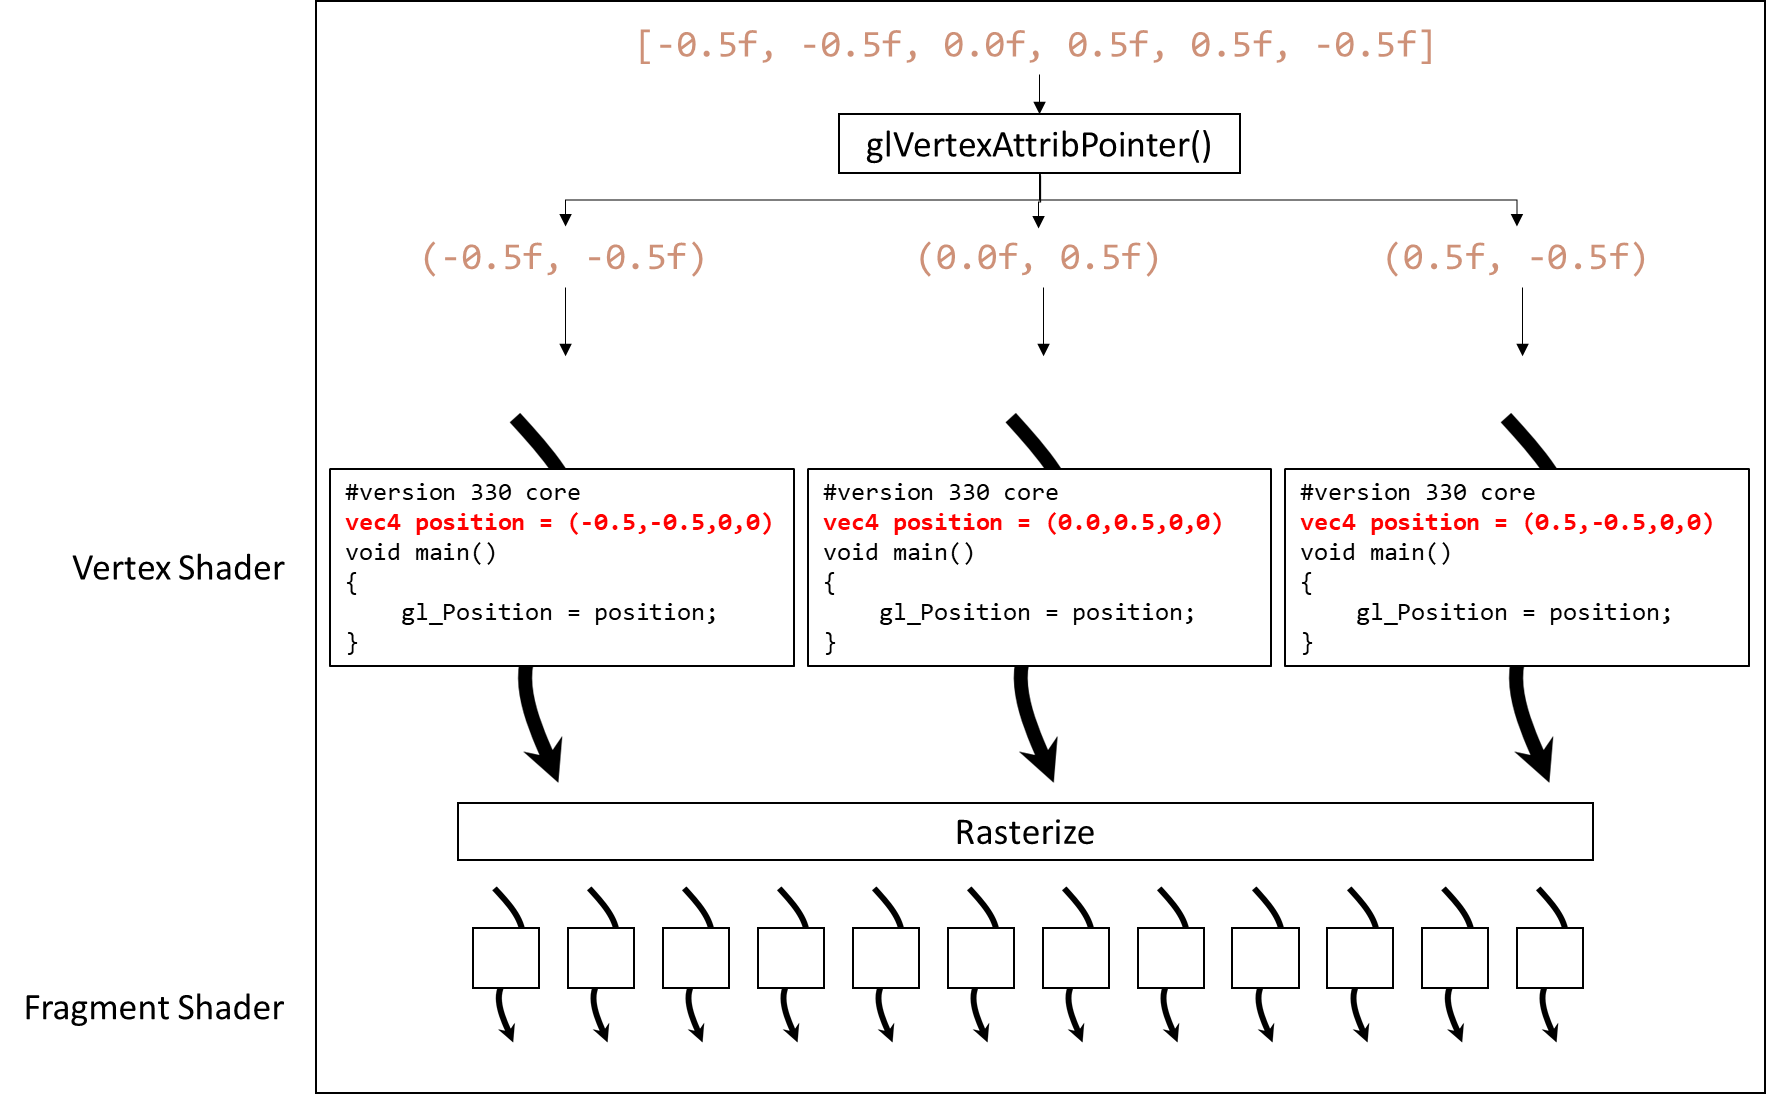 [-0.5f, -0.5f, 0.0f, 0.5f, 0.5f, -0.5f]
glVertexAttribPointer()
(-0.5f, -0.5f)
(0.0f, 0.5f)
(0.5f, -0.5f)
Vertex Shader
#version 330 core
vec4 position = (-0.5,-0.5,0,0)
void main()
{
    gl_Position = position;
}
#version 330 core
vec4 position = (0.0,0.5,0,0)
void main()
{
    gl_Position = position;
}
#version 330 core
vec4 position = (0.5,-0.5,0,0)
void main()
{
    gl_Position = position;
}
Rasterize
Fragment Shader